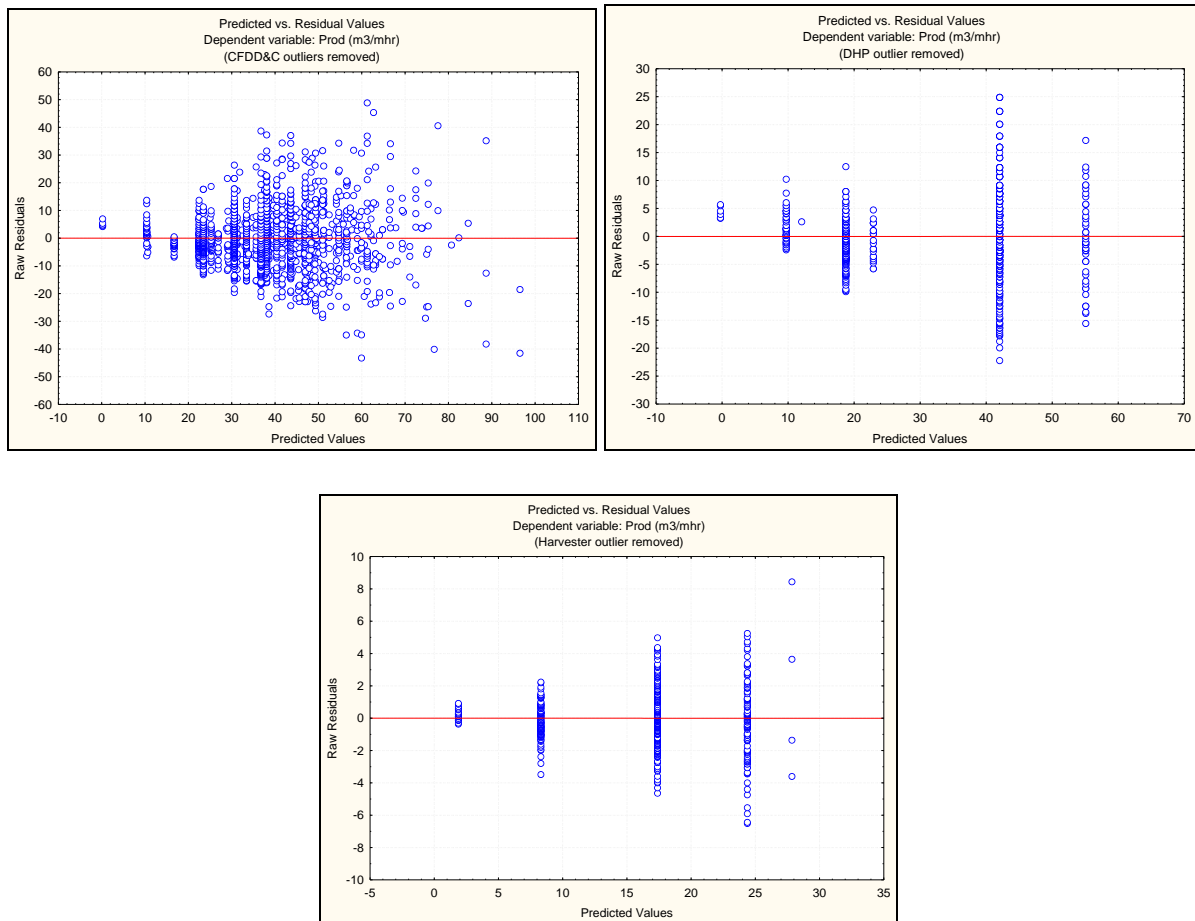 Predicted vs. Residual Values
Dependent variable: Prod (m3/mhr)
(CFDD&C outliers removed)
60
50
40
30
20
10
0
-10
-20
-30
-40
-50
-60
Raw Residuals
-10 0 10 20 30 40 50 60 70 80 90 100 110
Predicted Values
Predicted vs. Residual Values
Dependent variable: Prod (m3/mhr)
(DHP outlier removed)
30
25
20
15
10
5
0
-5
-10
-15
-20
-25
-30
Raw Residuals
-10 0 10 20 30 40 50 60 70
Predicted Values
Predicted vs. Residual Values
Dependent variable: Prod (m3/mhr)
(Harvester outlier removed)
10
8
6
4
2
0
-2
-4
-6
-8
-10
Raw Residuals
-5 0 5 10 15 20 25 30 35
Predicted Values